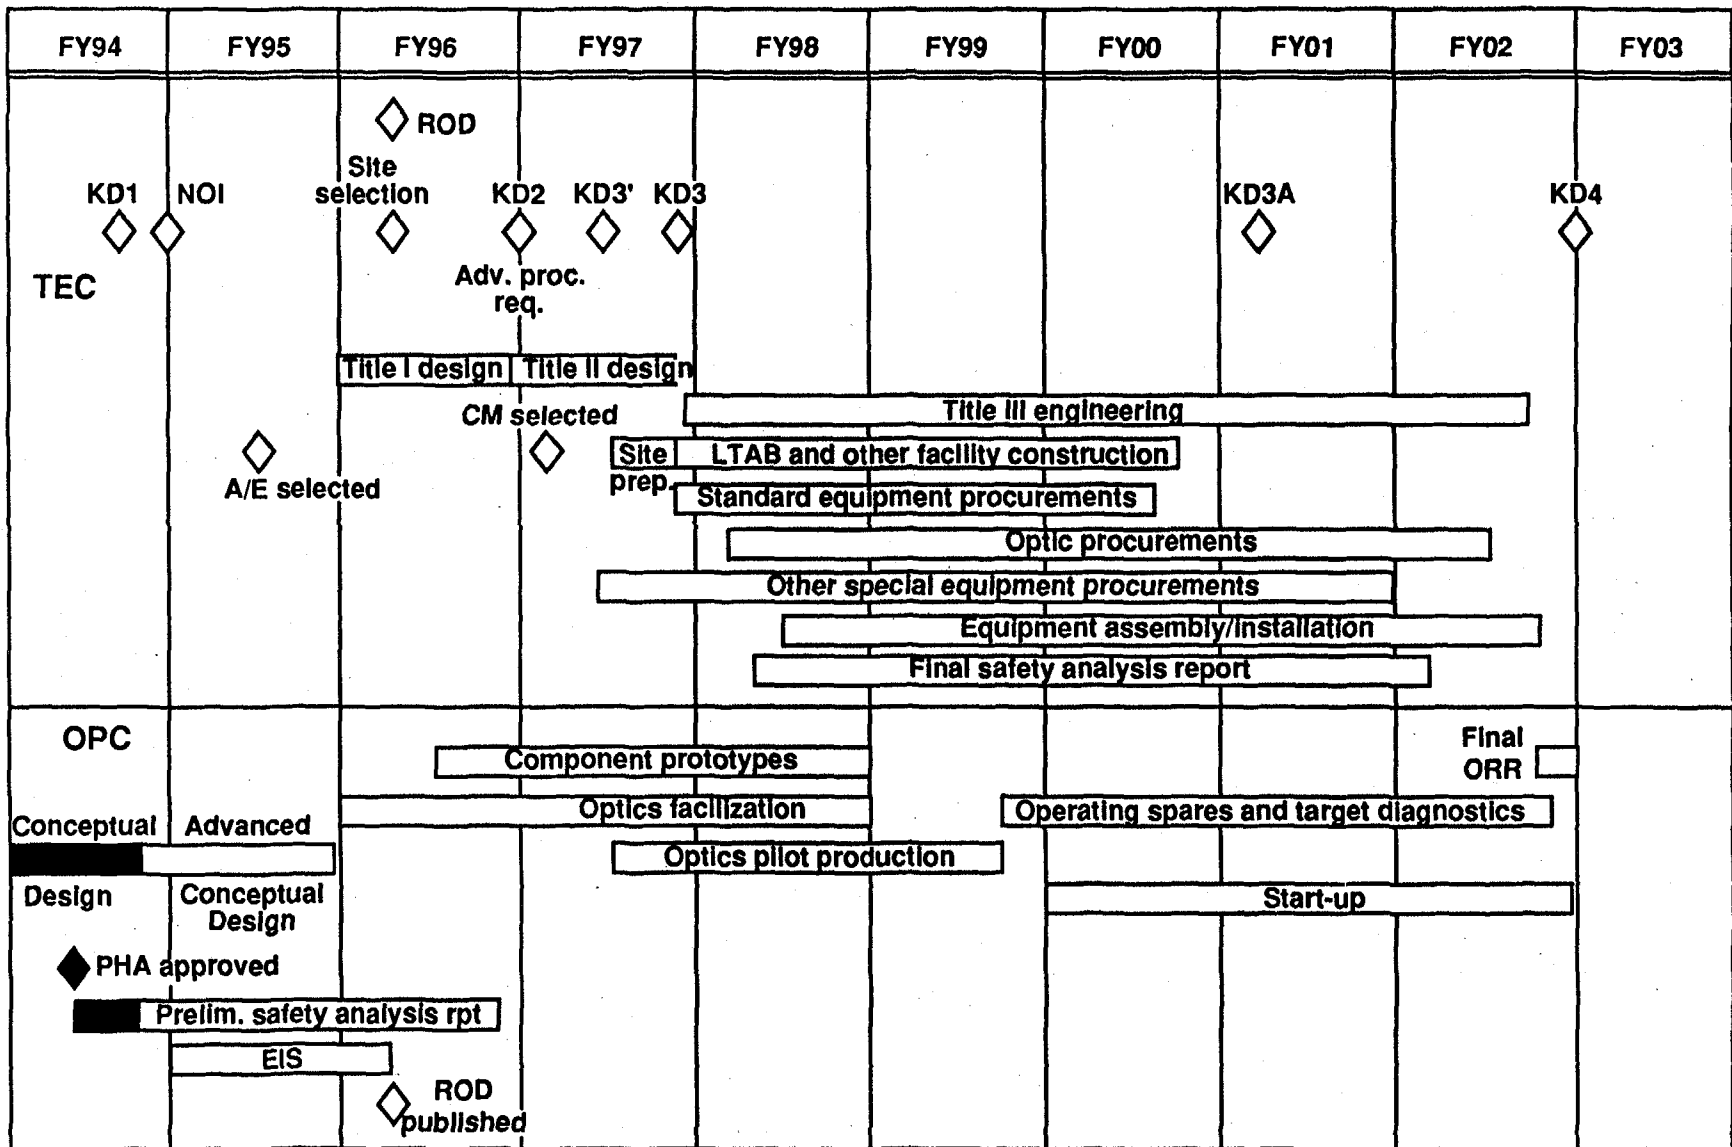 FY94 FY95 FY96 FY97 FY98 FY99 FY00 FY01 FY02 FY03
ROD
Site
selection
KD1 NOI KD2 KD3' KD3 KD3A KD4
Adv. proc.
req.
TEC
Title I design Title II design
Title III engineering
CM selected
Site
prep.
LTAB and other facility construction
A/E selected
Standard equipment procurements
Optic procurements
Other special equipment procurements
Equipment assembly/installation
Final safety analysis report
OPC
Final
ORR
Component prototypes
Optics facilization
Operating spares and target diagnostics
Conceptual
Design
Advanced
Conceptual
Design
Optics pilot production
Start-up
PHA approved
Prelim. safety analysis rpt
EIS
ROD
published